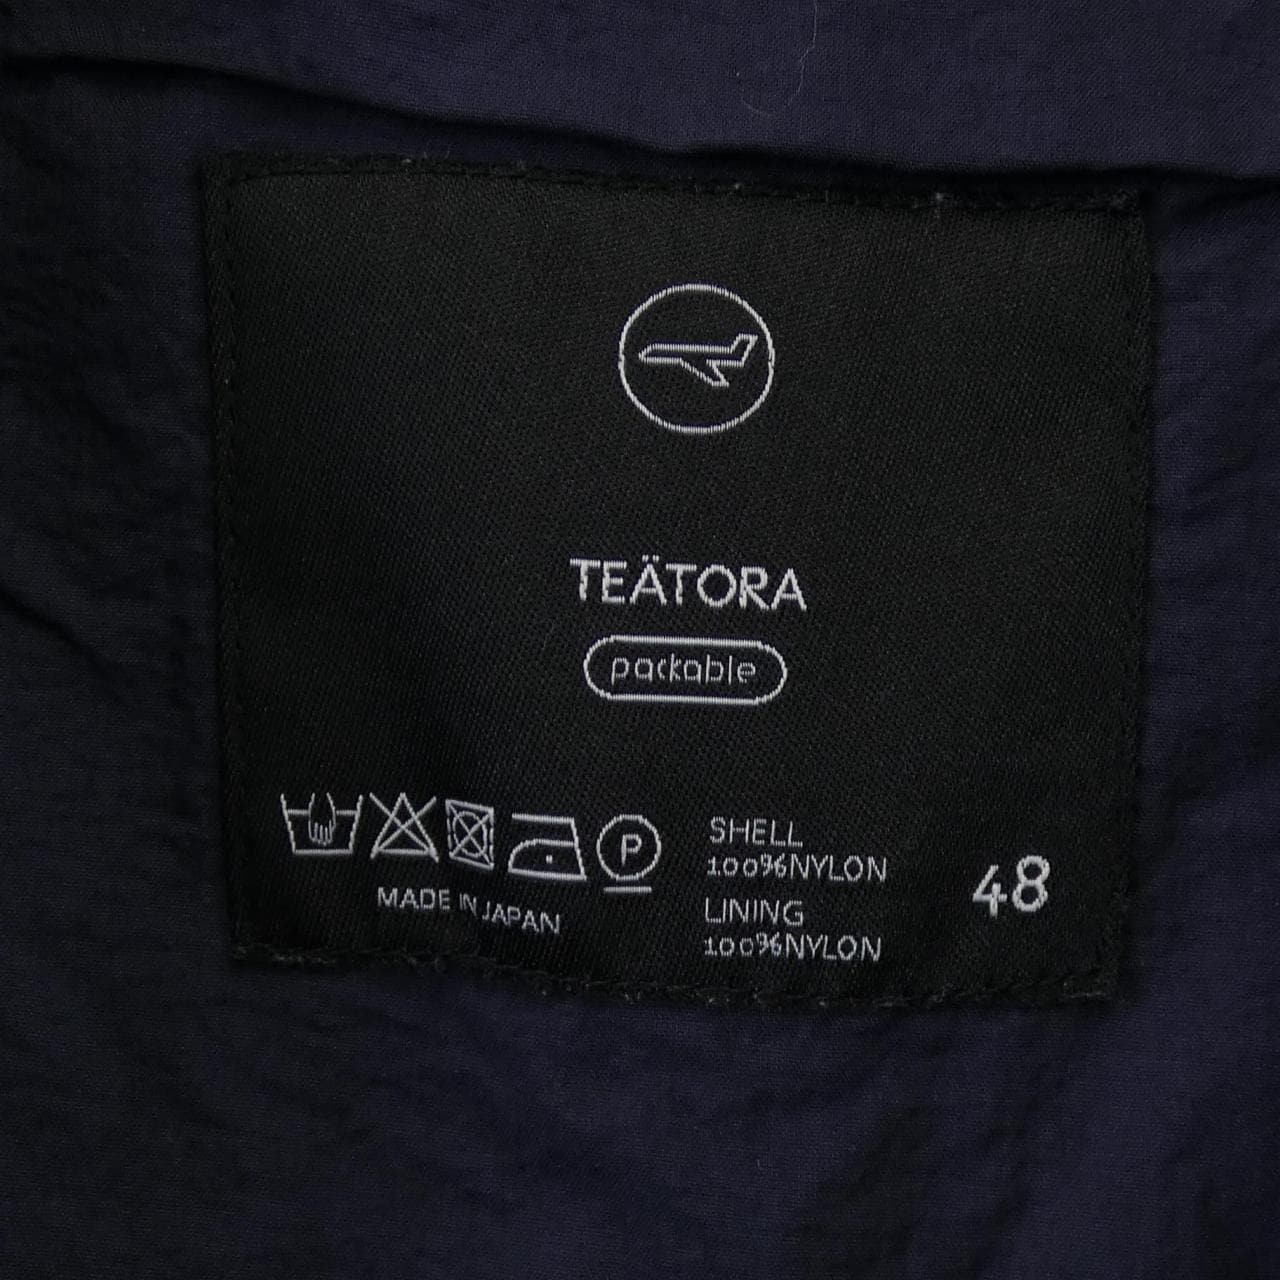 TEÄTORA
packable
P
SHELL
100%NYLON
LINING
100%NYLON
48
MADE IN JAPAN